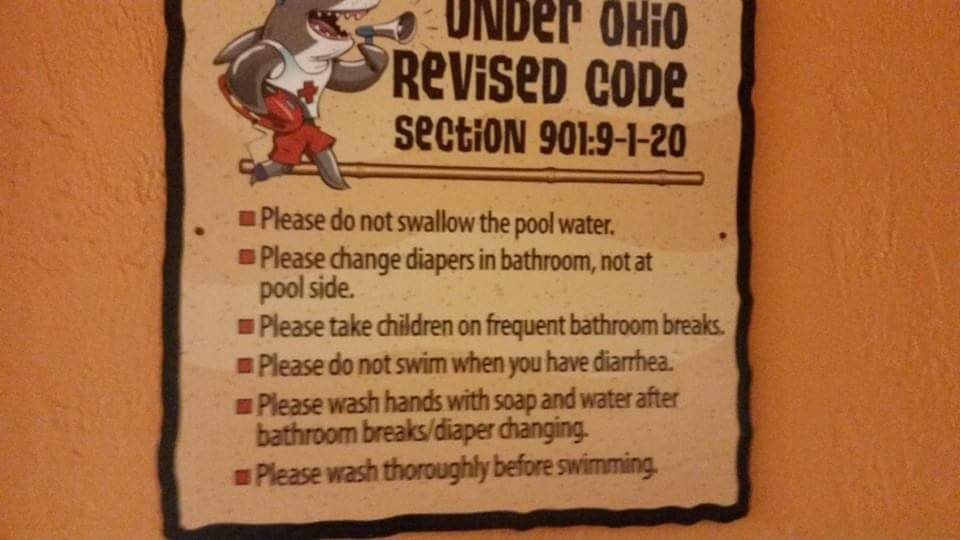 UNDER OHIO
REVISED CODE
SECTION 901:9-1-20
Please do not swallow the pool water.
Please change diapers in bathroom, not at
pool side.
Please take children on frequent bathroom breaks.
Please do not swim when you have diarrhea.
Please wash hands with soap and water after
bathroom breaks/diaper changing.
Please wash thoroughly before swimming.